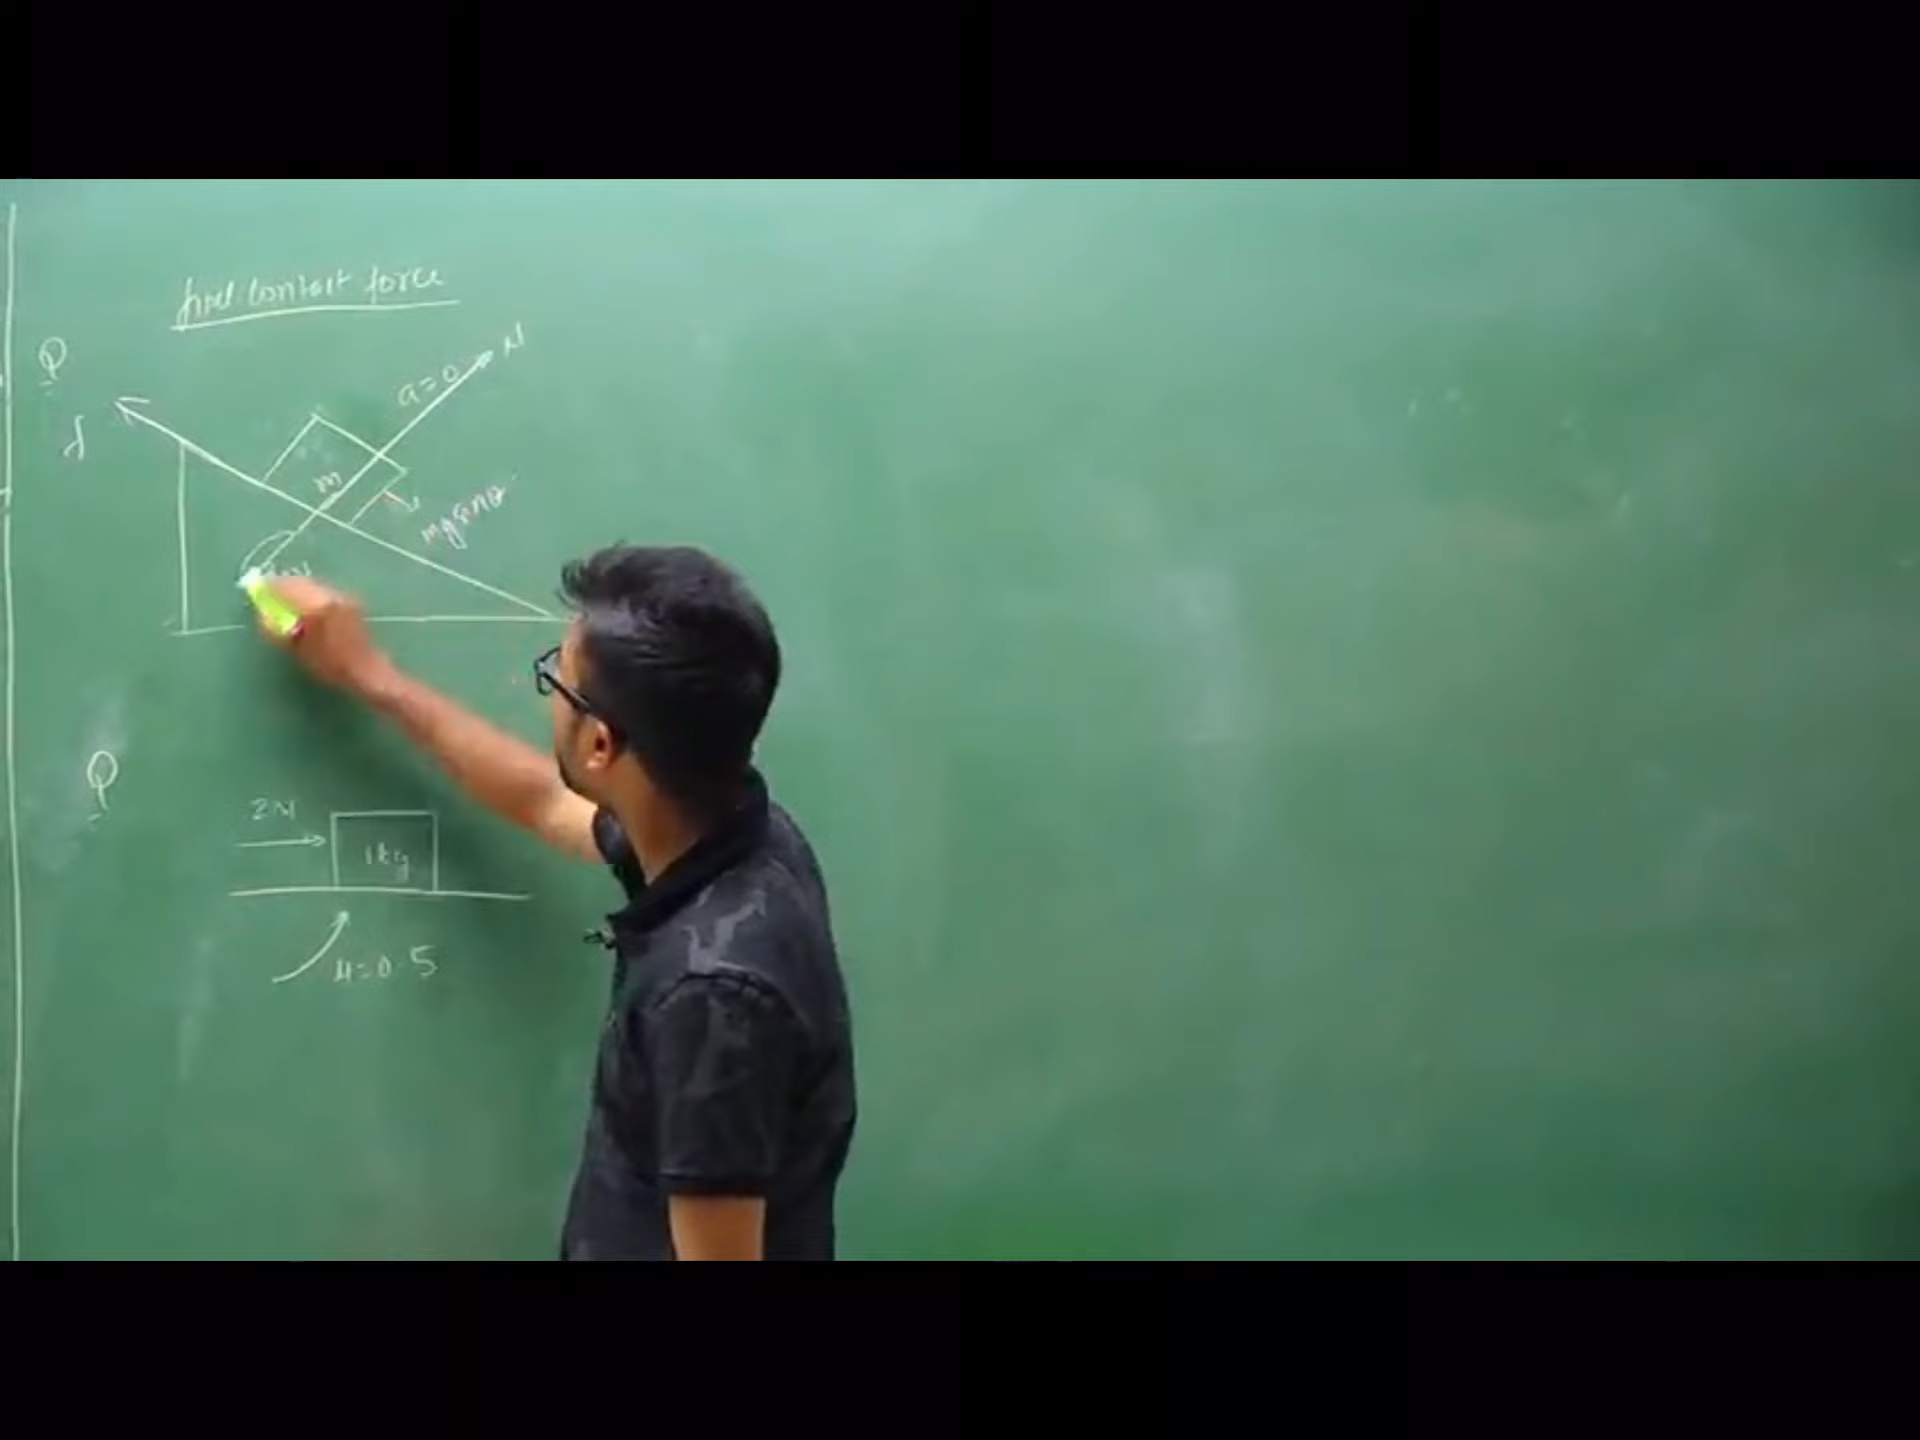 find contact force
Q
N
a=0
f
m
mg sinθ
Q
2N
1kg
μ=0.5